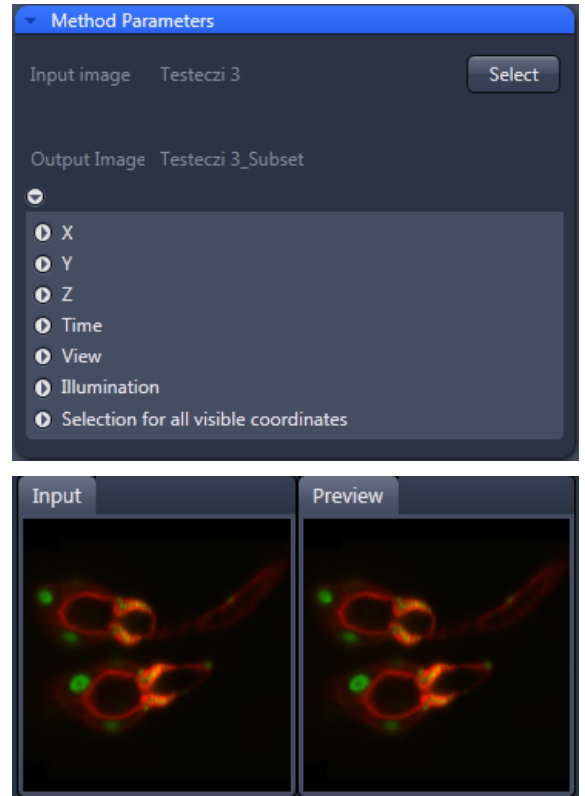 Method Parameters
Input image Testeczi 3 Select
Output Image Testeczi 3_Subset
X
Y
Z
Time
View
Illumination
Selection for all visible coordinates
Input Preview